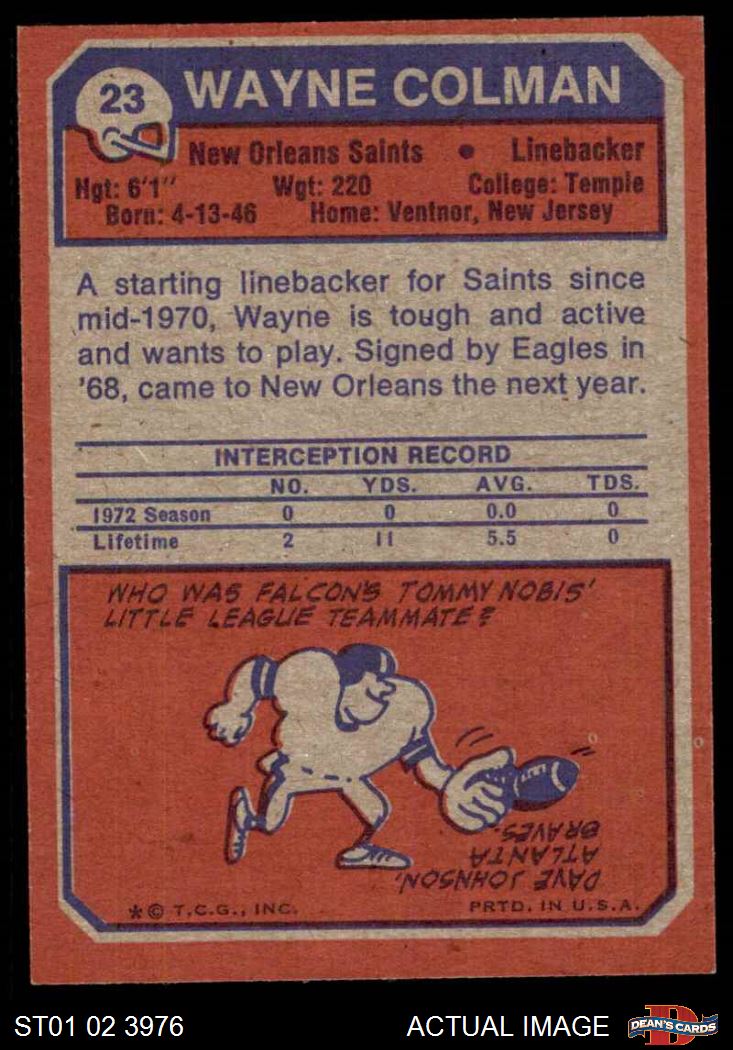 23
WAYNE COLMAN
New Orleans Saints • Linebacker
Hgt: 6'1" Wgt: 220 College: Temple
Born: 4-13-46 Home: Ventnor, New Jersey
A starting linebacker for Saints since
mid-1970, Wayne is tough and active
and wants to play. Signed by Eagles in
'68, came to New Orleans the next year.
INTERCEPTION RECORD
NO. YDS. AVG. TDS.
1972 Season 0 0 0.0 0
Lifetime 2 11 5.5 0
WHO WAS FALCON'S TOMMY NOBIS'
LITTLE LEAGUE TEAMMATE?
DAVE JOHNSON,
ATLANTA
BRAVES.
*© T.C.G., INC. PRTD. IN U.S.A.
ST01 02 3976 ACTUAL IMAGE
D
DEAN'S CARDS